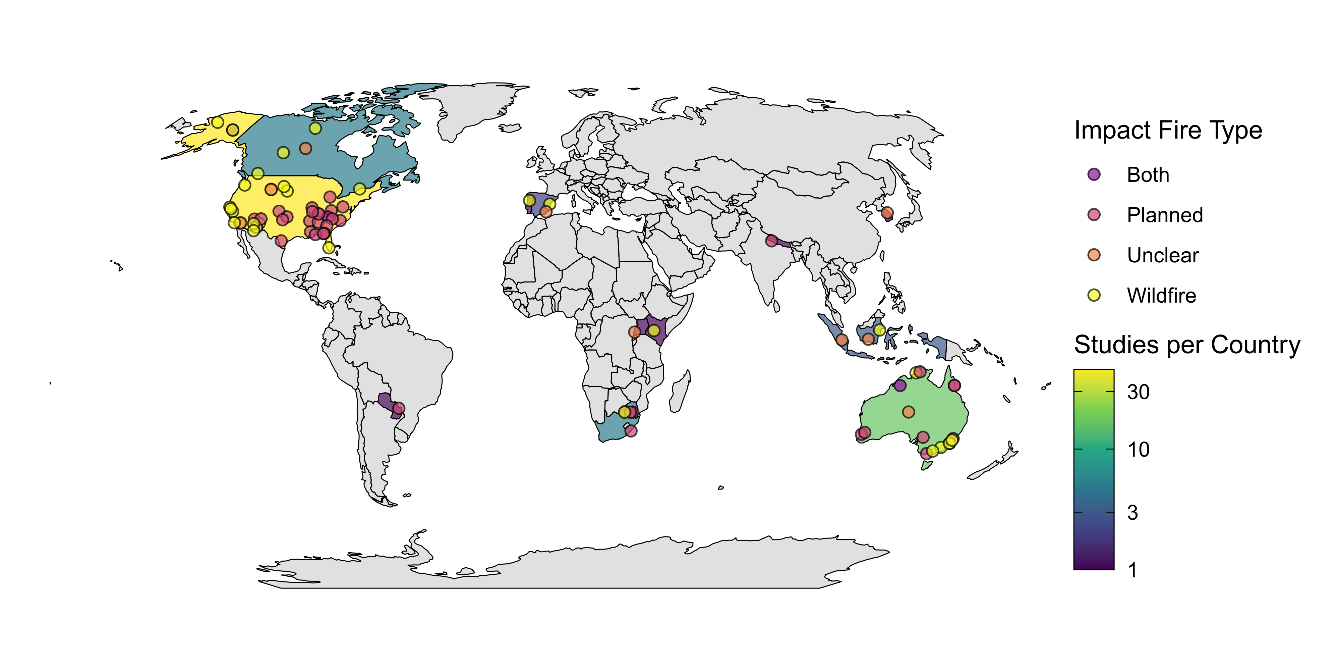 Impact Fire Type
Both
Planned
Unclear
Wildfire
Studies per Country
30
10
3
1